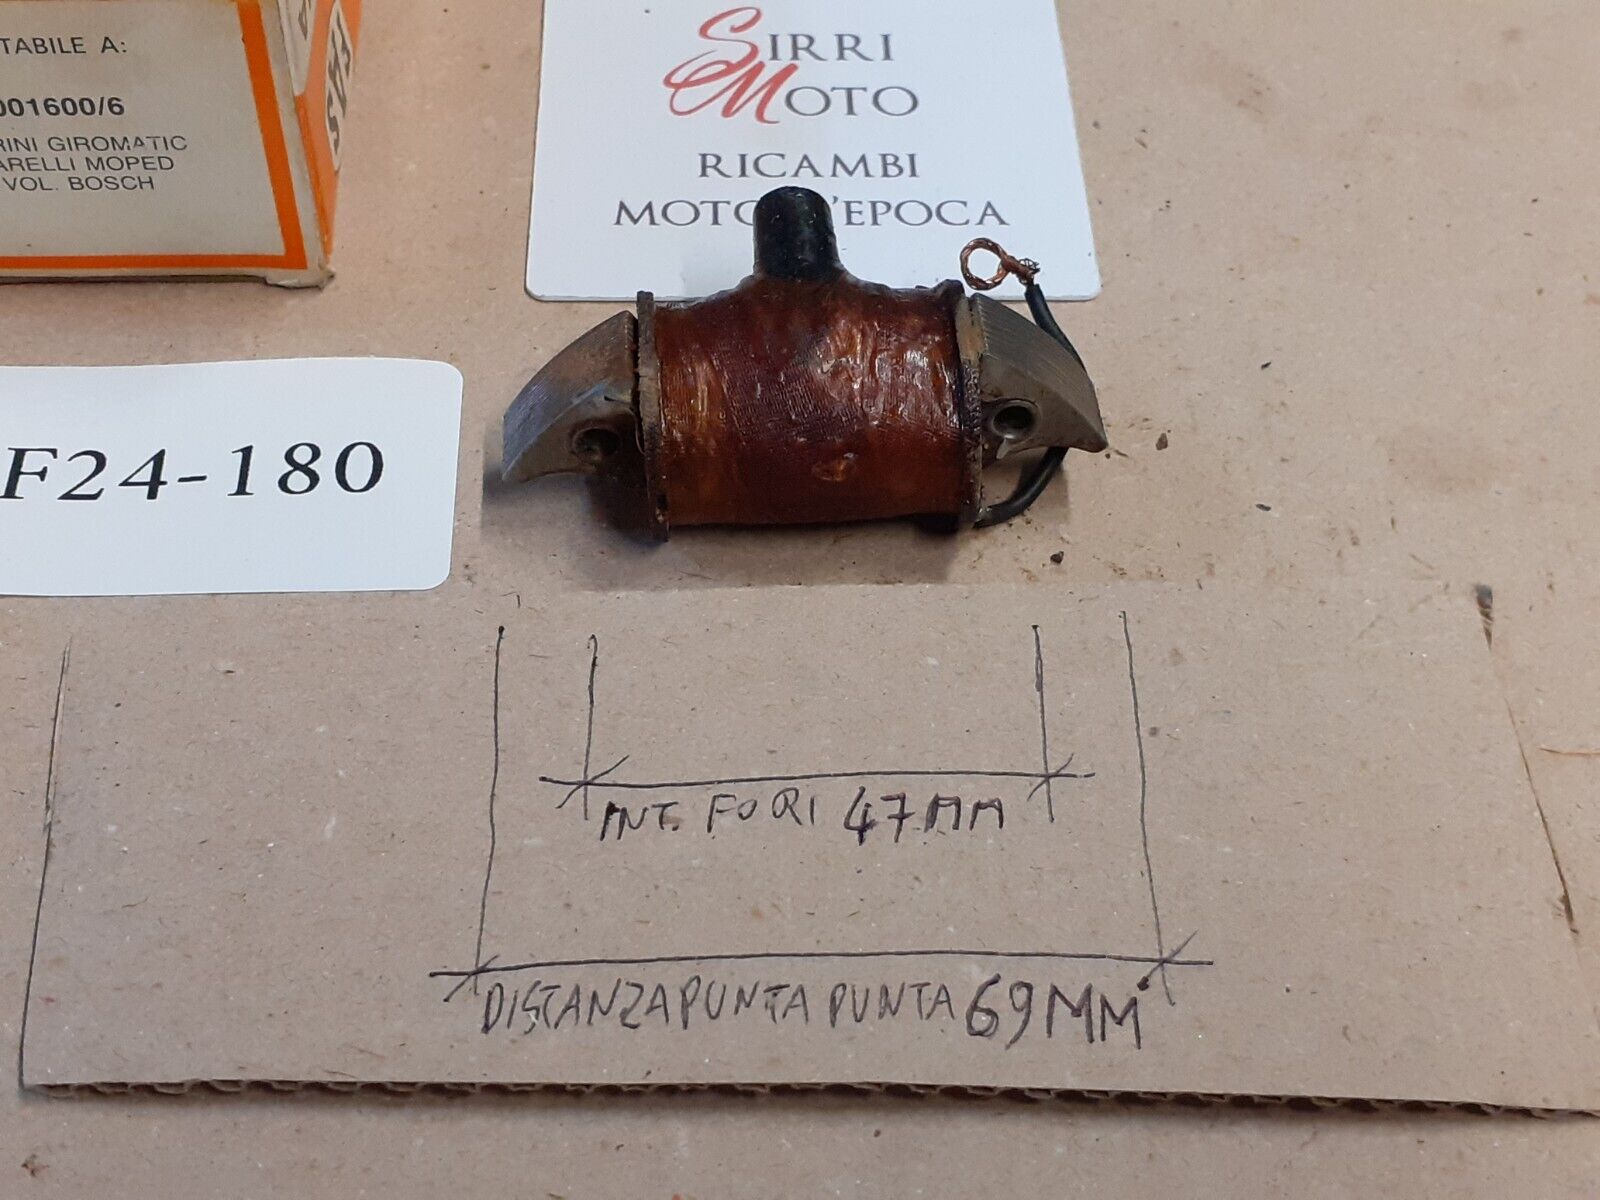 TABILE A:
001600/6
RINI GIROMATIC
ARELLI MOPED
VOL. BOSCH
SIRRI
MOTO
RICAMBI
MOTO D'EPOCA
F24-180
INT. FORI 47MM
DISTANZA PUNTA PUNTA 69MM